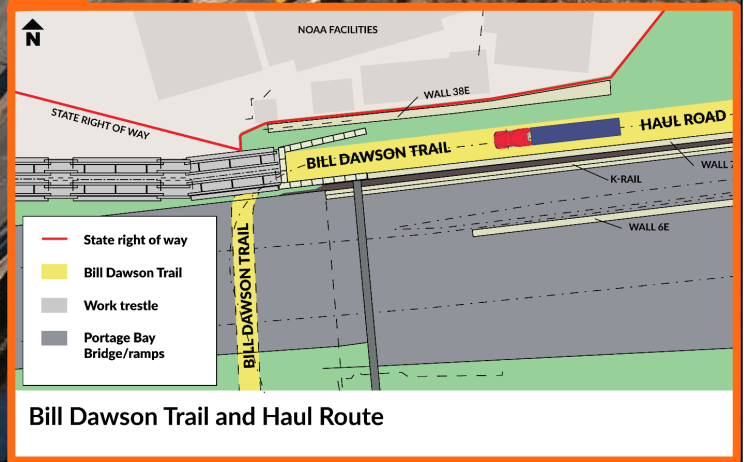 N
NOAA FACILITIES
WALL 38E
STATE RIGHT OF WAY
BILL DAWSON TRAIL
HAUL ROAD
WALL 7
K-RAIL
WALL 6E
BILL DAWSON TRAIL
State right of way
Bill Dawson Trail
Work trestle
Portage Bay
Bridge/ramps
Bill Dawson Trail and Haul Route